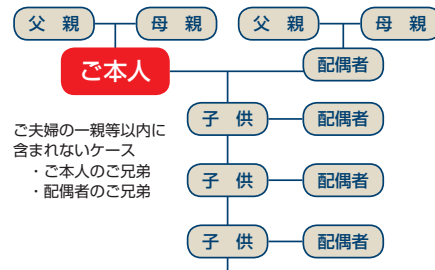 父 親 母 親 父 親 母 親
ご本人 配偶者
子 供 配偶者
ご夫婦の一親等以内に
含まれないケース
・ご本人のご兄弟
・配偶者のご兄弟
子 供 配偶者
子 供 配偶者